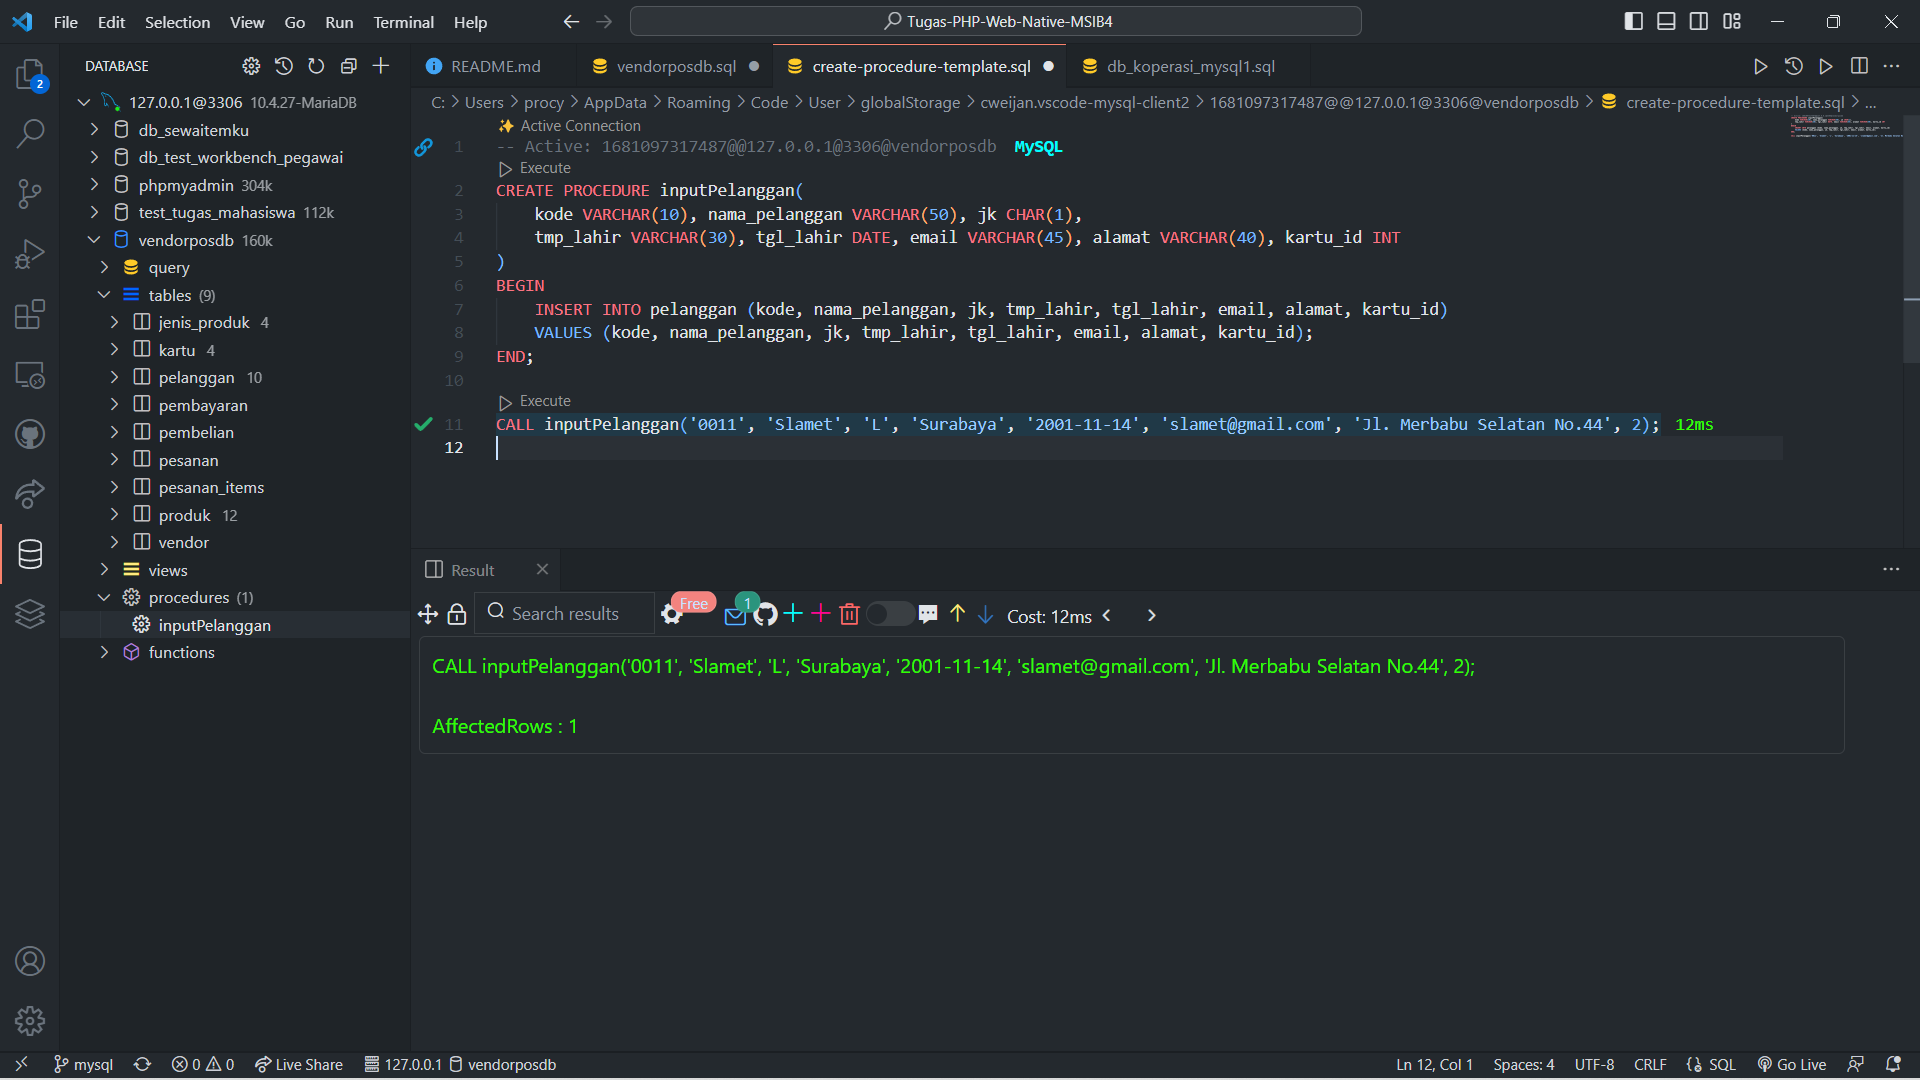 File Edit Selection View Go Run Terminal Help
Tugas-PHP-Web-Native-MSIB4
2
DATABASE
127.0.0.1@3306 10.4.27-MariaDB
db_sewaitemku
db_test_workbench_pegawai
phpmyadmin 304k
test_tugas_mahasiswa 112k
vendorposdb 160k
query
tables (9)
jenis_produk 4
kartu 4
pelanggan 10
pembayaran
pembelian
pesanan
pesanan_items
produk 12
vendor
views
procedures (1)
inputPelanggan
functions
README.md vendorposdb.sql create-procedure-template.sql db_koperasi_mysql1.sql
C: > Users > procy > AppData > Roaming > Code > User > globalStorage > cweijan.vscode-mysql-client2 > 1681097317487@@127.0.0.1@3306@vendorposdb > create-procedure-template.sql > ...
Active Connection
1 -- Active: 1681097317487@@127.0.0.1@3306@vendorposdb MySQL
Execute
2 CREATE PROCEDURE inputPelanggan(
3 kode VARCHAR(10), nama_pelanggan VARCHAR(50), jk CHAR(1),
4 tmp_lahir VARCHAR(30), tgl_lahir DATE, email VARCHAR(45), alamat VARCHAR(40), kartu_id INT
5 )
6 BEGIN
7 INSERT INTO pelanggan (kode, nama_pelanggan, jk, tmp_lahir, tgl_lahir, email, alamat, kartu_id)
8 VALUES (kode, nama_pelanggan, jk, tmp_lahir, tgl_lahir, email, alamat, kartu_id);
9 END;
10
Execute
11 CALL inputPelanggan('0011', 'Slamet', 'L', 'Surabaya', '2001-11-14', 'slamet@gmail.com', 'Jl. Merbabu Selatan No.44', 2); 12ms
12
Result
Search results Free 1 Cost: 12ms
CALL inputPelanggan('0011', 'Slamet', 'L', 'Surabaya', '2001-11-14', 'slamet@gmail.com', 'Jl. Merbabu Selatan No.44', 2);
AffectedRows : 1
mysql 0 0 Live Share 127.0.0.1 vendorposdb Ln 12, Col 1 Spaces: 4 UTF-8 CRLF SQL Go Live